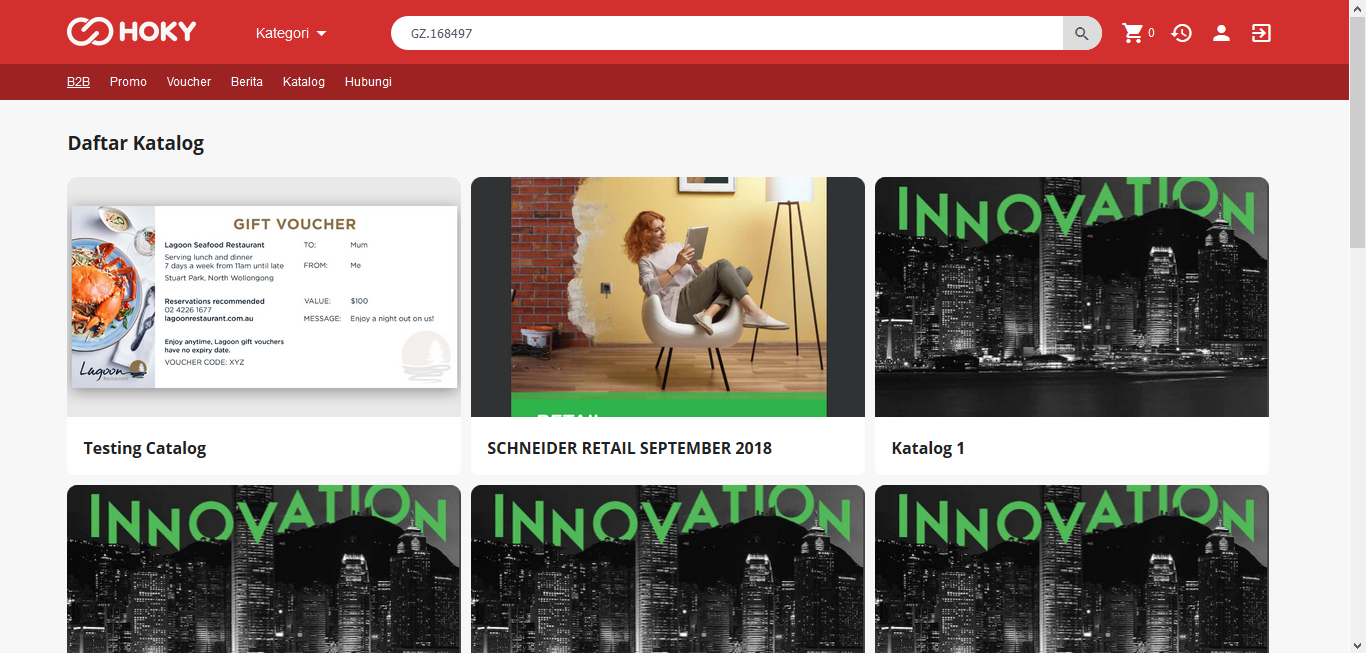 HOKY
Kategori
GZ.168497
0
B2B Promo Voucher Berita Katalog Hubungi
Daftar Katalog
GIFT VOUCHER
Lagoon Seafood Restaurant
TO: Mum
Serving lunch and dinner
7 days a week from 11am until late
FROM: Me
Stuart Park, North Wollongong
Reservations recommended
VALUE: $100
02 4226 1677
lagoonrestaurant.com.au
MESSAGE: Enjoy a night out on us!
Enjoy anytime, Lagoon gift vouchers
have no expiry date.
VOUCHER CODE: XYZ
Lagoon
Restaurant
RETAIL
INNOVATION
Testing Catalog
SCHNEIDER RETAIL SEPTEMBER 2018
Katalog 1
INNOVATION
INNOVATION
INNOVATION